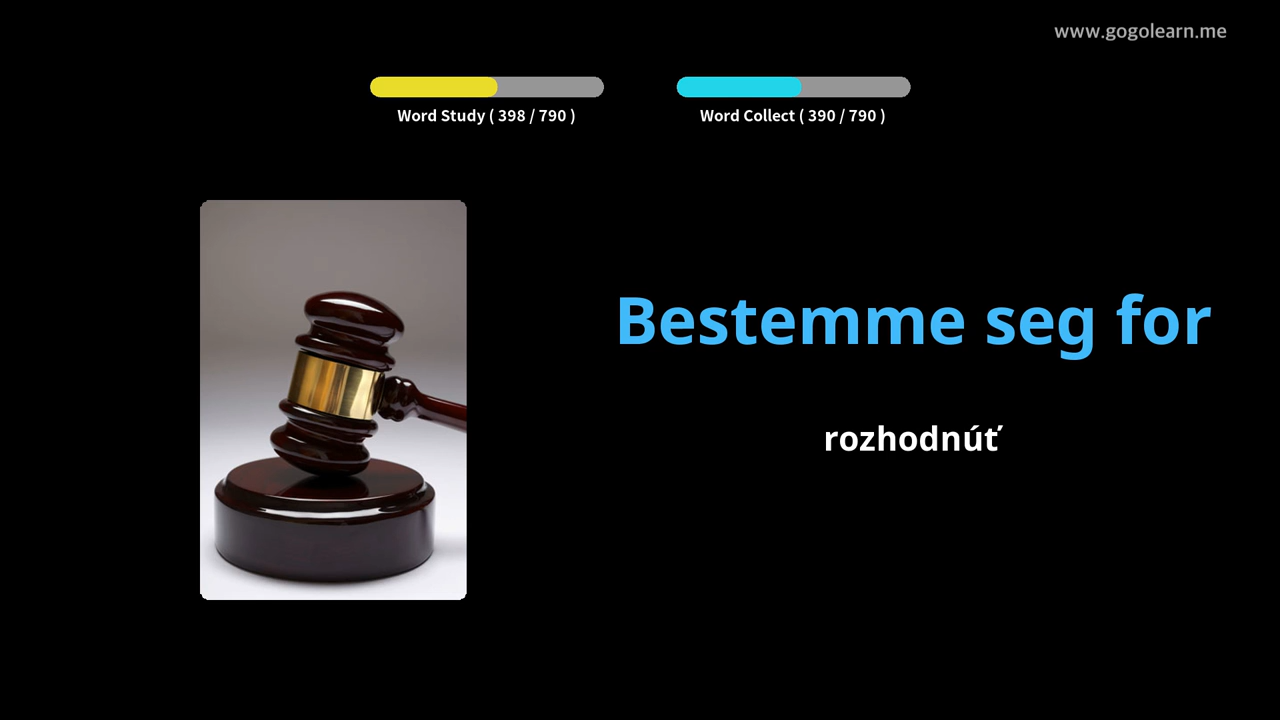 www.gogolearn.me
Word Study ( 398 / 790 )
Word Collect ( 390 / 790 )
Bestemme seg for
rozhodnúť